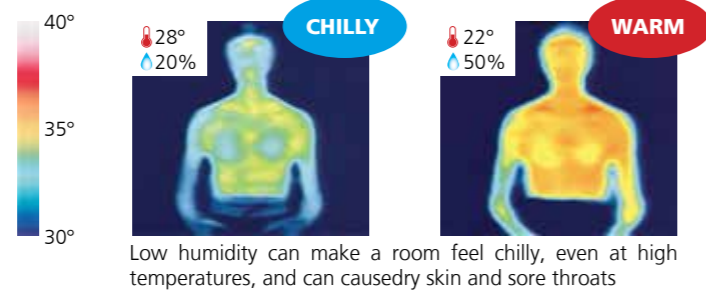 40°
35°
30°
28°
20%
CHILLY
22°
50%
WARM
Low humidity can make a room feel chilly, even at high
temperatures, and can causedry skin and sore throats